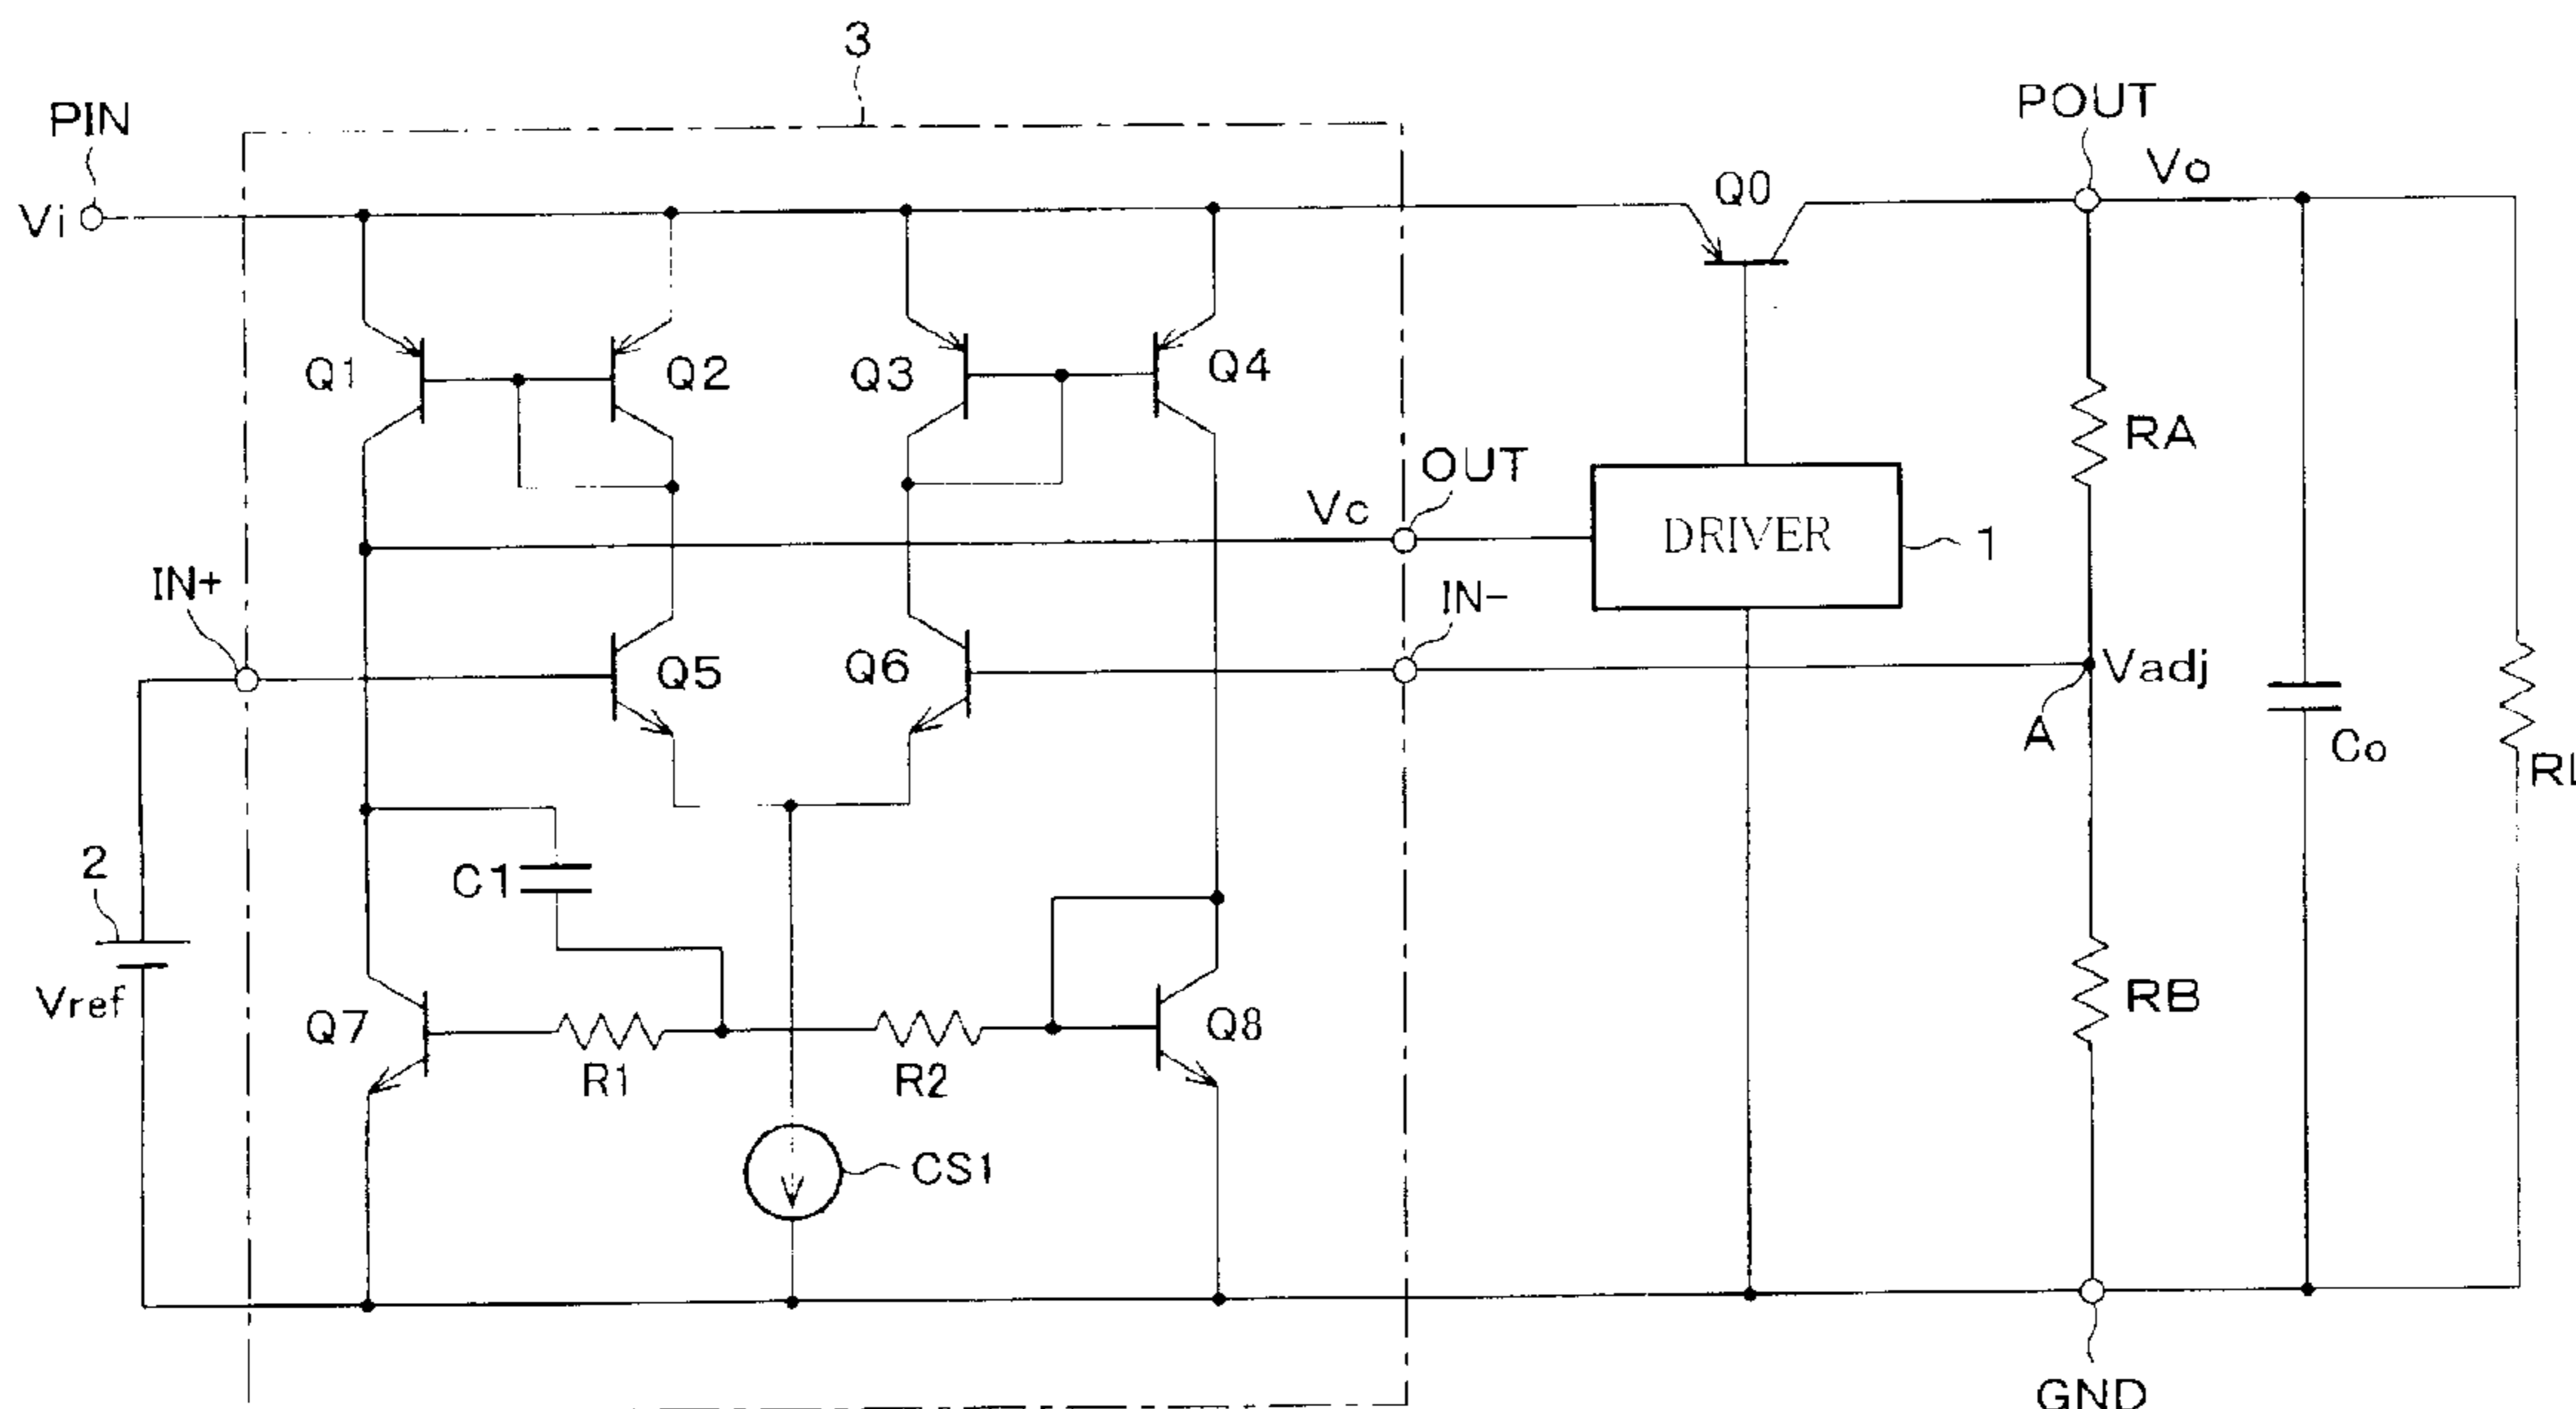 3
PIN
POUT
Vi
Vo
Q0
Q1
Q2
Q3
Q4
RA
OUT
Vc
DRIVER
1
IN+
IN-
Q5
Q6
Vadj
A
Co
2
C1
Vref
Q7
R1
R2
Q8
RB
CS1
GND